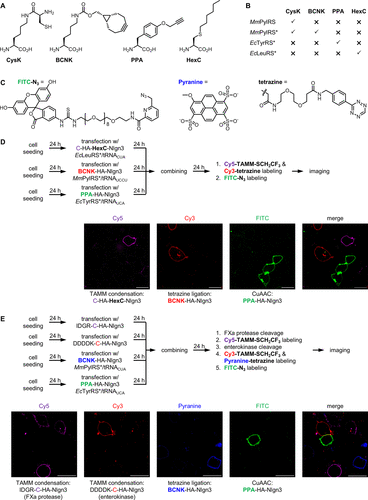 A
B
CysK
BCNK
PPA
HexC
CysK BCNK PPA HexC
MmPylRS ✓ ✕ ✕ ✕
MmPylRS* ✓ ✓ ✕ ✕
EcTyrRS* ✕ ✕ ✓ ✕
EcLeuRS* ✕ ✕ ✕ ✓
C
FITC-N3 =
Pyranine =
tetrazine =
D
cell seeding
24 h
transfection w/
C-HA-HexC-Nlgn3
EcLeuRS*/tRNACUA
24 h
cell seeding
24 h
transfection w/
BCNK-HA-Nlgn3
24 h
cell seeding
24 h
transfection w/
PPA-HA-Nlgn3
EcTyrRS*/tRNAUCA
24 h
combining
24 h
1. Cy5-TAMM-SCH2CF3 &
Cy3-tetrazine labeling
2. FITC-N3 labeling
imaging
Cy5 Cy3 FITC merge
TAMM condensation:
C-HA-HexC-Nlgn3
tetrazine ligation:
BCNK-HA-Nlgn3
CuAAC:
PPA-HA-Nlgn3
E
cell seeding
24 h
transfection w/
IDGR-C-HA-Nlgn3
24 h
cell seeding
24 h
transfection w/
DDDDK-C-HA-Nlgn3
24 h
cell seeding
24 h
transfection w/
BCNK-HA-Nlgn3
MmPylRS*/tRNACUA
24 h
cell seeding
24 h
transfection w/
PPA-HA-Nlgn3
EcTyrRS*/tRNAUCA
24 h
combining
24 h
1. FXa protease cleavage
2. Cy5-TAMM-SCH2CF3 labeling
3. enterokinase cleavage
4. Cy3-TAMM-SCH2CF3 &
Pyranine-tetrazine labeling
5. FITC-N3 labeling
imaging
Cy5 Cy3 Pyranine FITC merge
TAMM condensation:
IDGR-C-HA-Nlgn3
(FXa protease)
TAMM condensation:
DDDDK-C-HA-Nlgn3
(enterokinase)
tetrazine ligation:
BCNK-HA-Nlgn3
CuAAC:
PPA-HA-Nlgn3